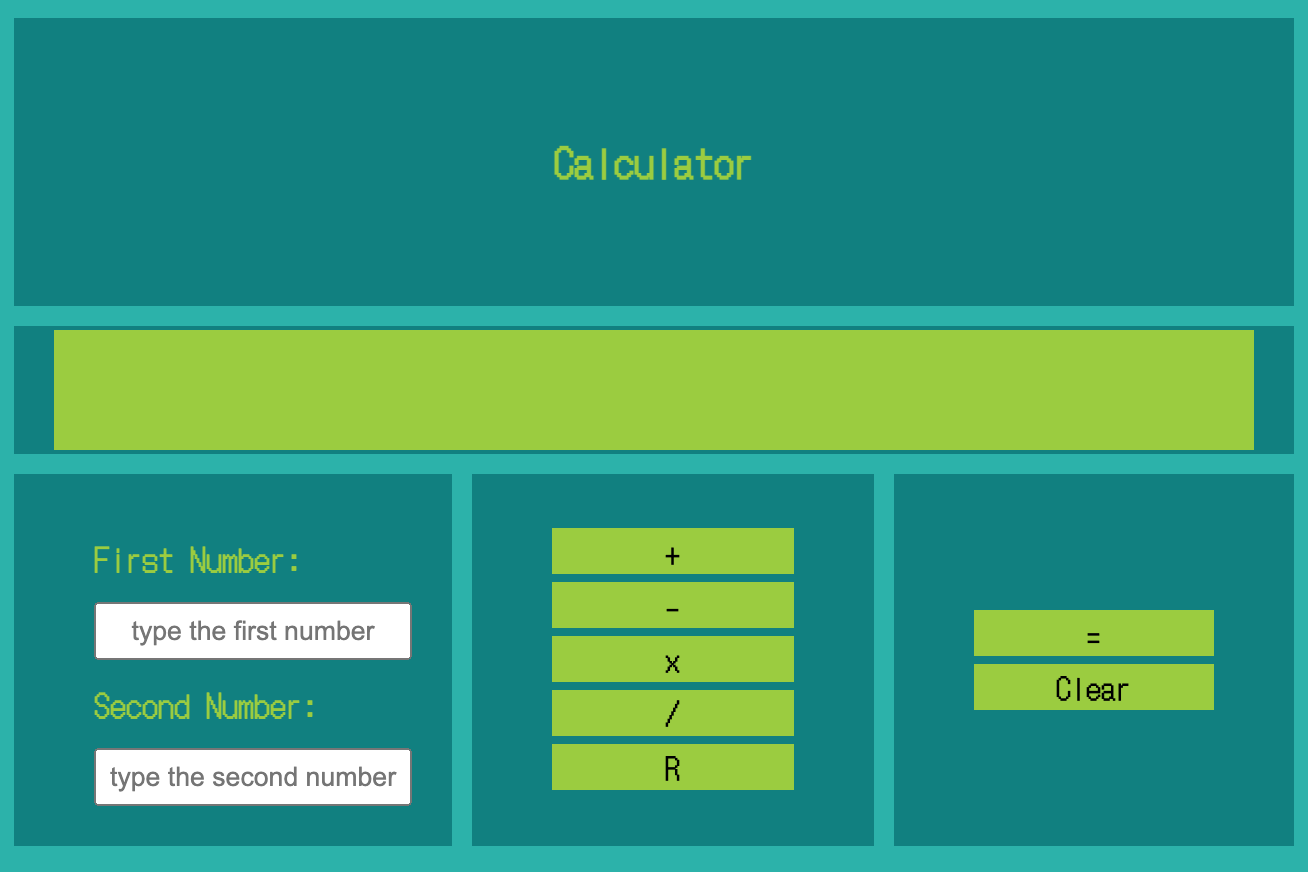 Calculator
First Number:
type the first number
Second Number:
type the second number
+
-
x
/
R
=
Clear